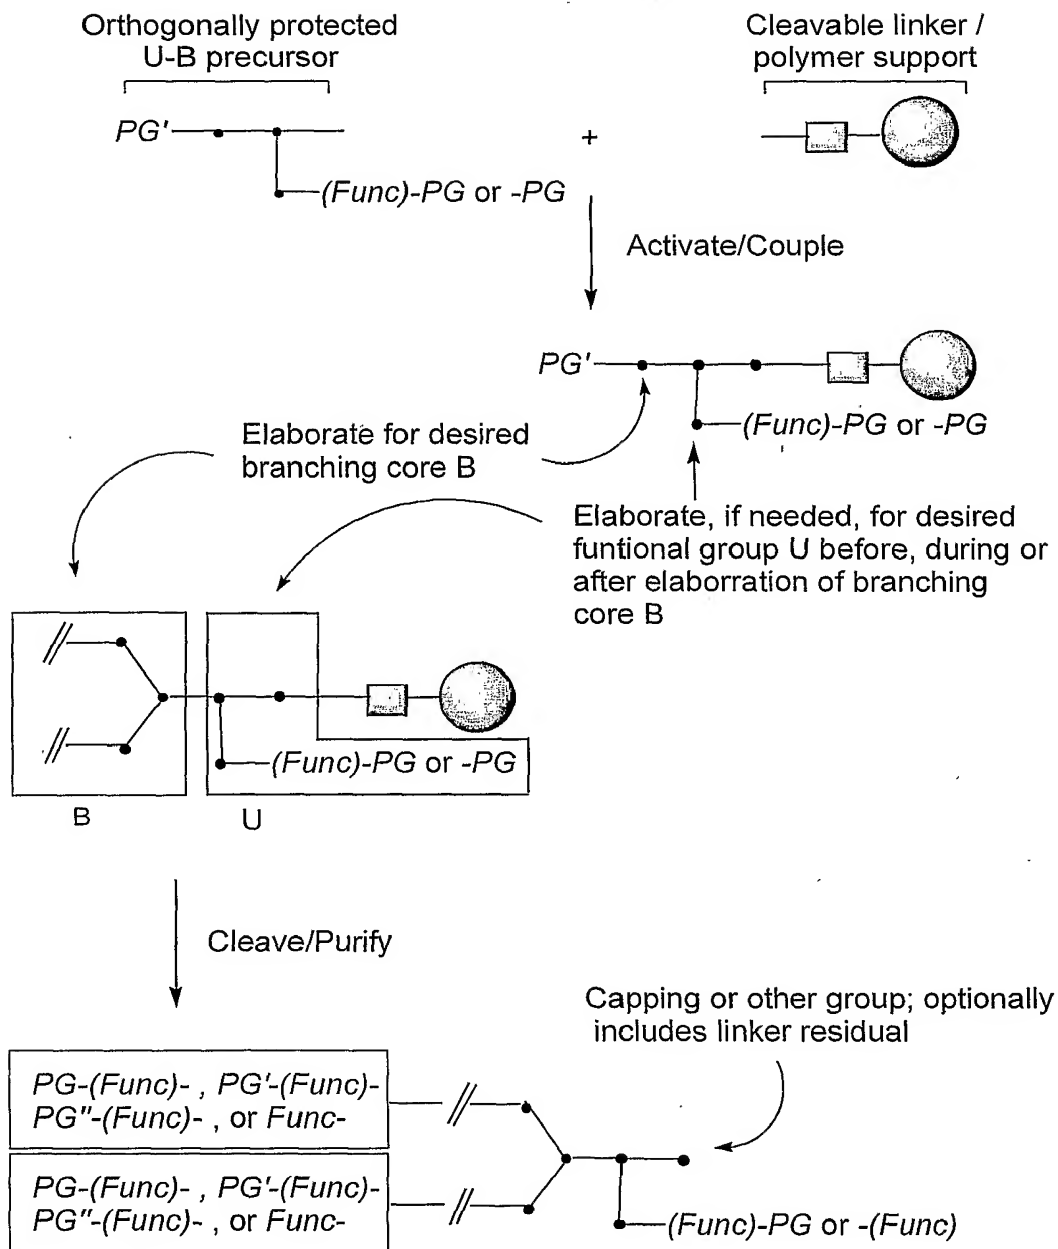 Orthogonally protected
U-B precursor
Cleavable linker /
polymer support
PG'
+
(Func)-PG or -PG
Activate/Couple
PG'
(Func)-PG or -PG
Elaborate for desired
branching core B
Elaborate, if needed, for desired
funtional group U before, during or
after elaborration of branching
core B
(Func)-PG or -PG
B
U
Cleave/Purify
Capping or other group; optionally
includes linker residual
PG-(Func)- , PG'-(Func)-
PG"-(Func)- , or Func-
PG-(Func)- , PG'-(Func)-
PG"-(Func)- , or Func-
(Func)-PG or -(Func)